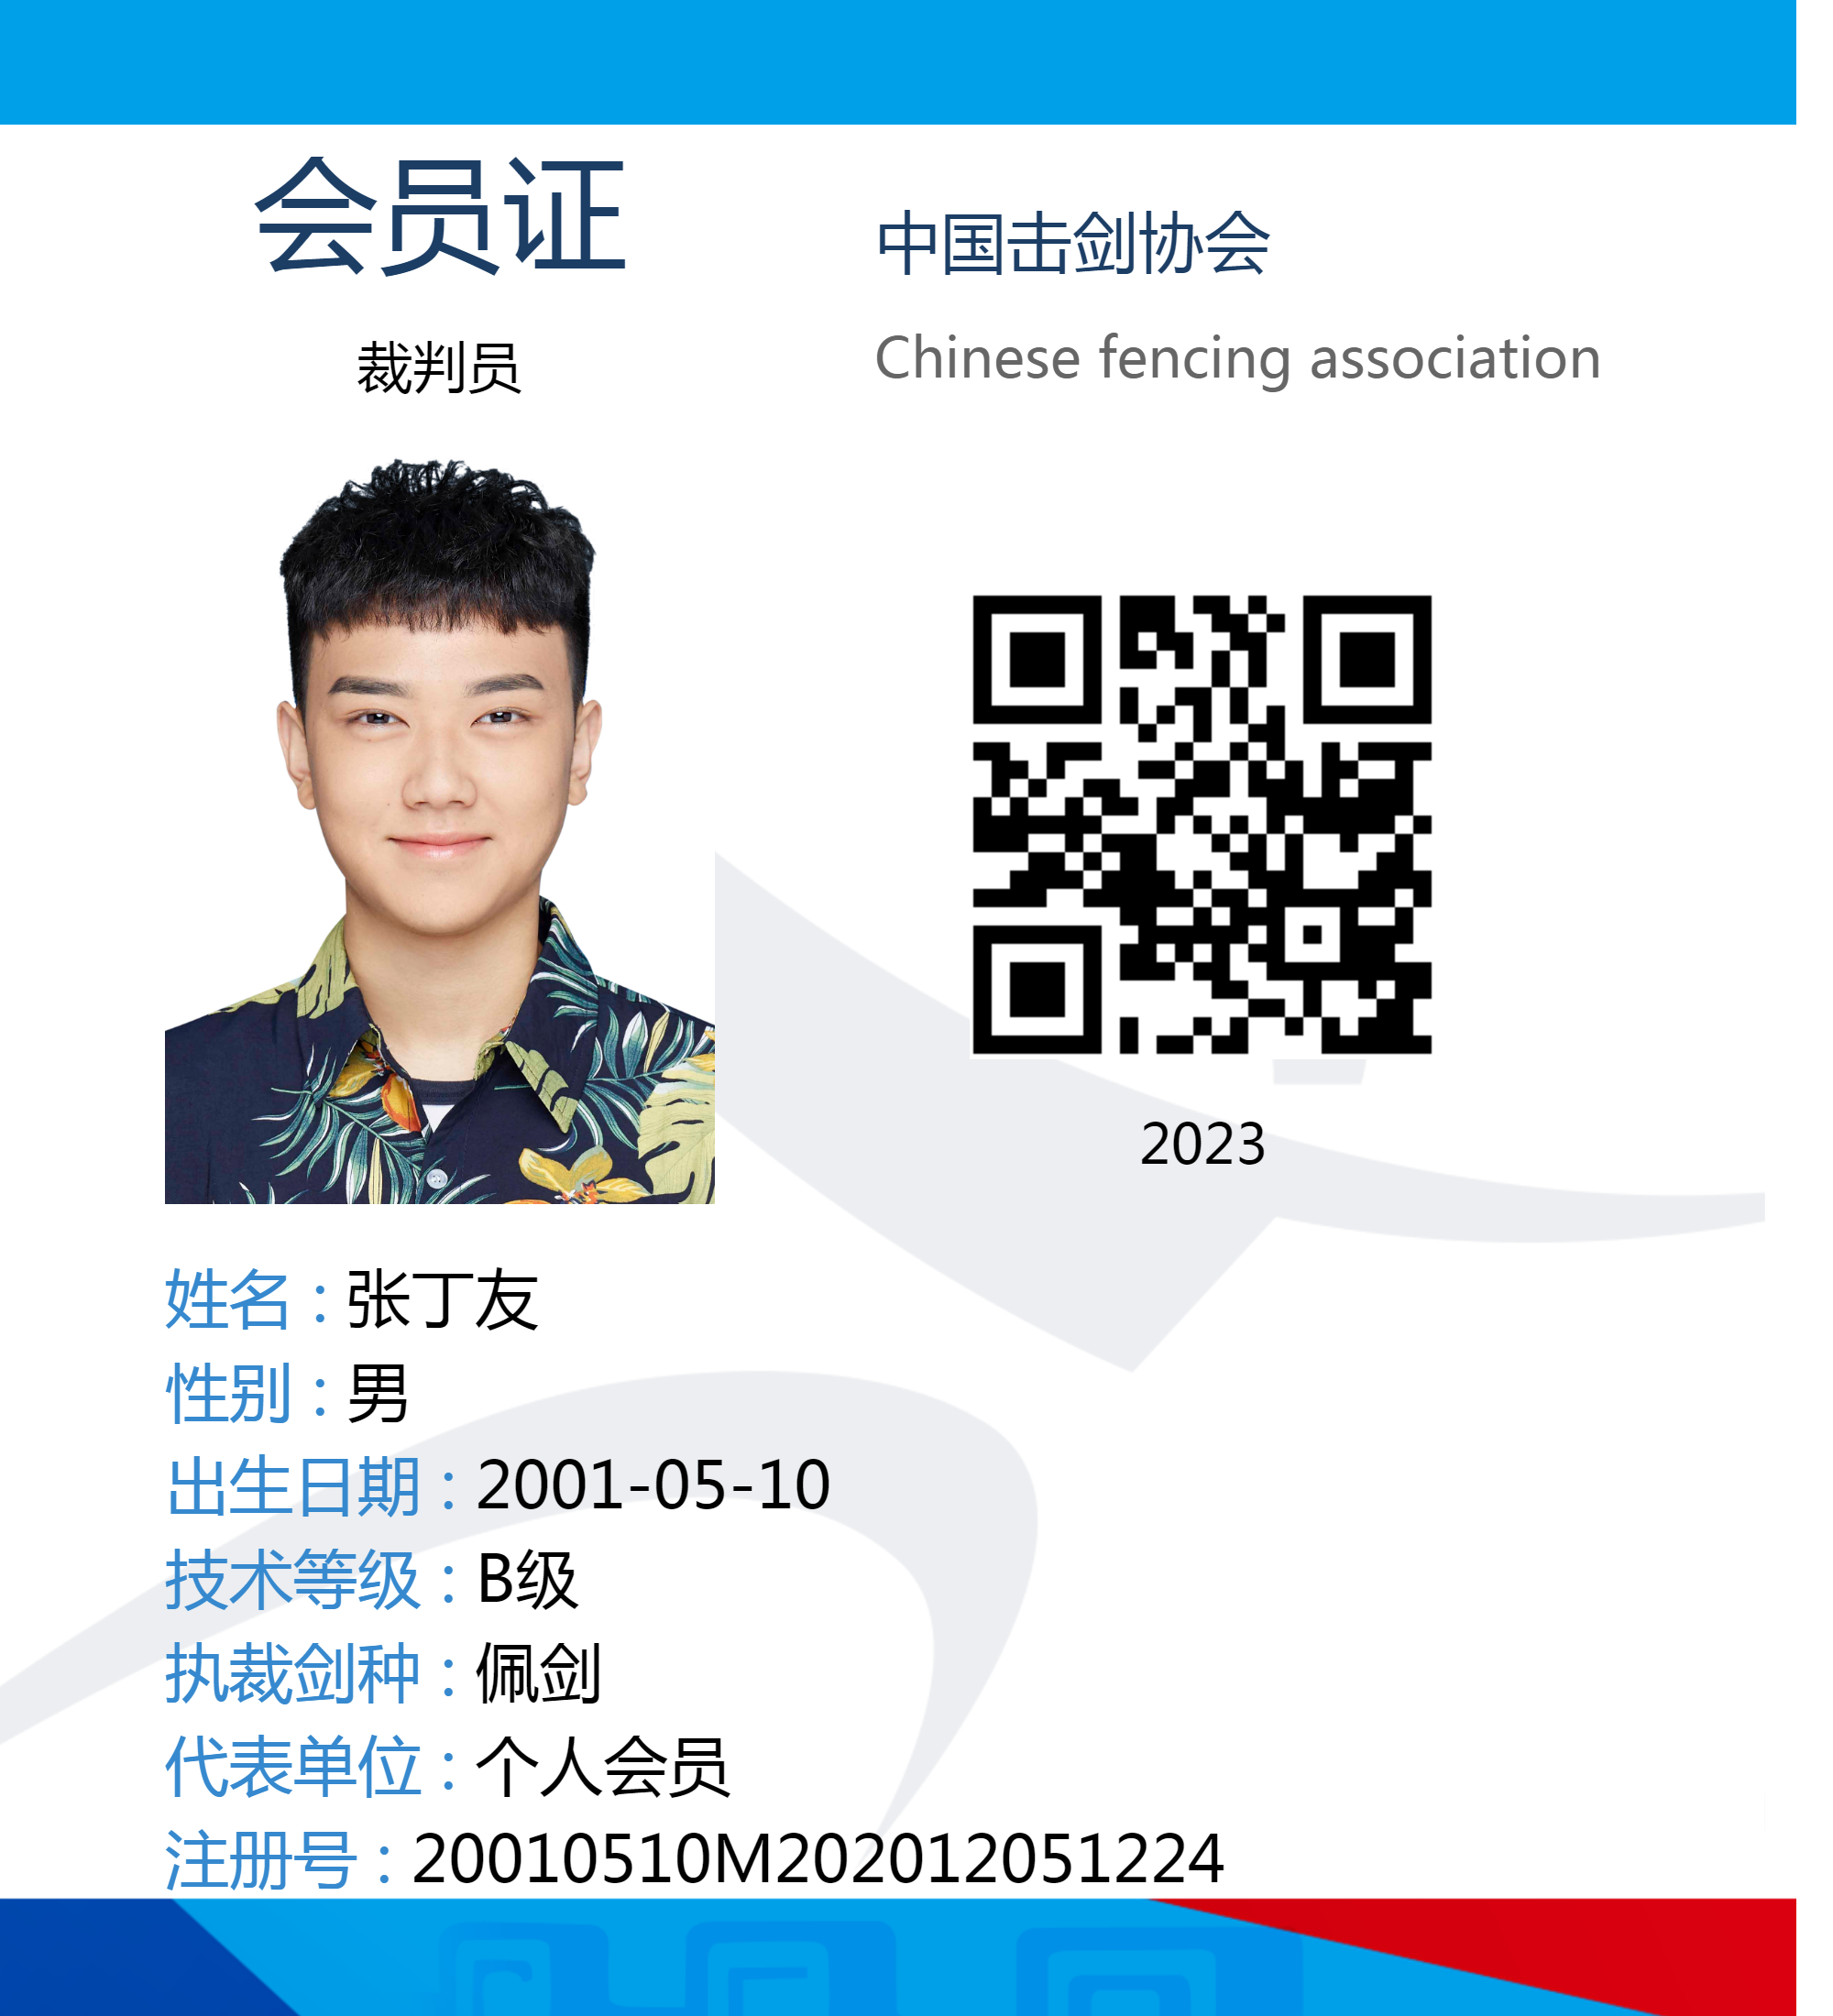 会员证
中国击剑协会
裁判员
Chinese fencing association
2023
姓名：张丁友
性别：男
出生日期：2001-05-10
技术等级：B级
执裁剑种：佩剑
代表单位：个人会员
注册号：20010510M202012051224